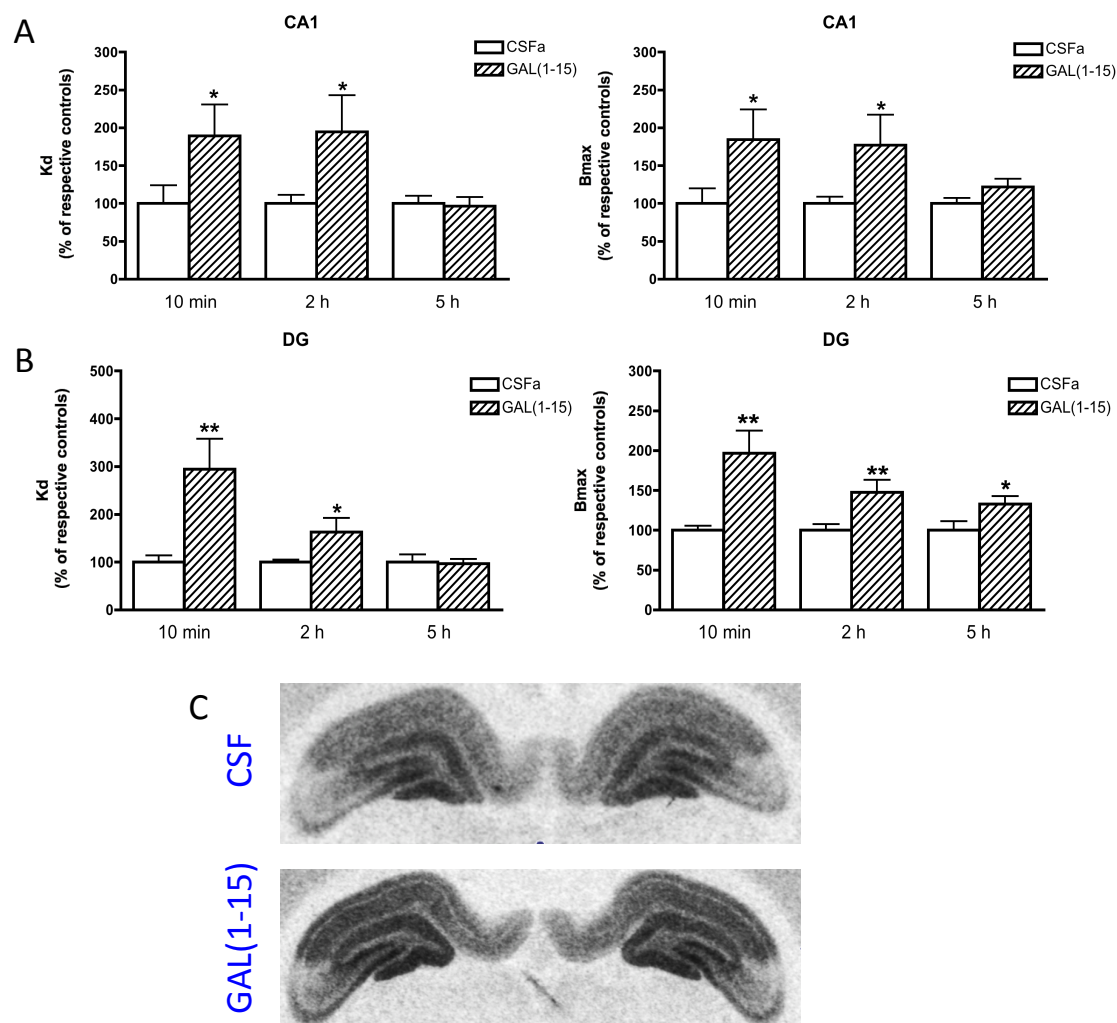 A
CA1
Kd
(% of respective controls)
300
250
200
150
100
50
0
*
*
10 min
2 h
5 h
CSFa
GAL(1-15)
CA1
Bmax
(% of respective controls)
300
250
200
150
100
50
0
*
*
10 min
2 h
5 h
CSFa
GAL(1-15)
B
DG
Kd
(% of respective controls)
500
400
300
200
100
0
**
*
10 min
2 h
5 h
CSFa
GAL(1-15)
DG
Bmax
(% of respective controls)
300
250
200
150
100
50
0
**
**
*
10 min
2 h
5 h
CSFa
GAL(1-15)
C
CSF
GAL(1-15)